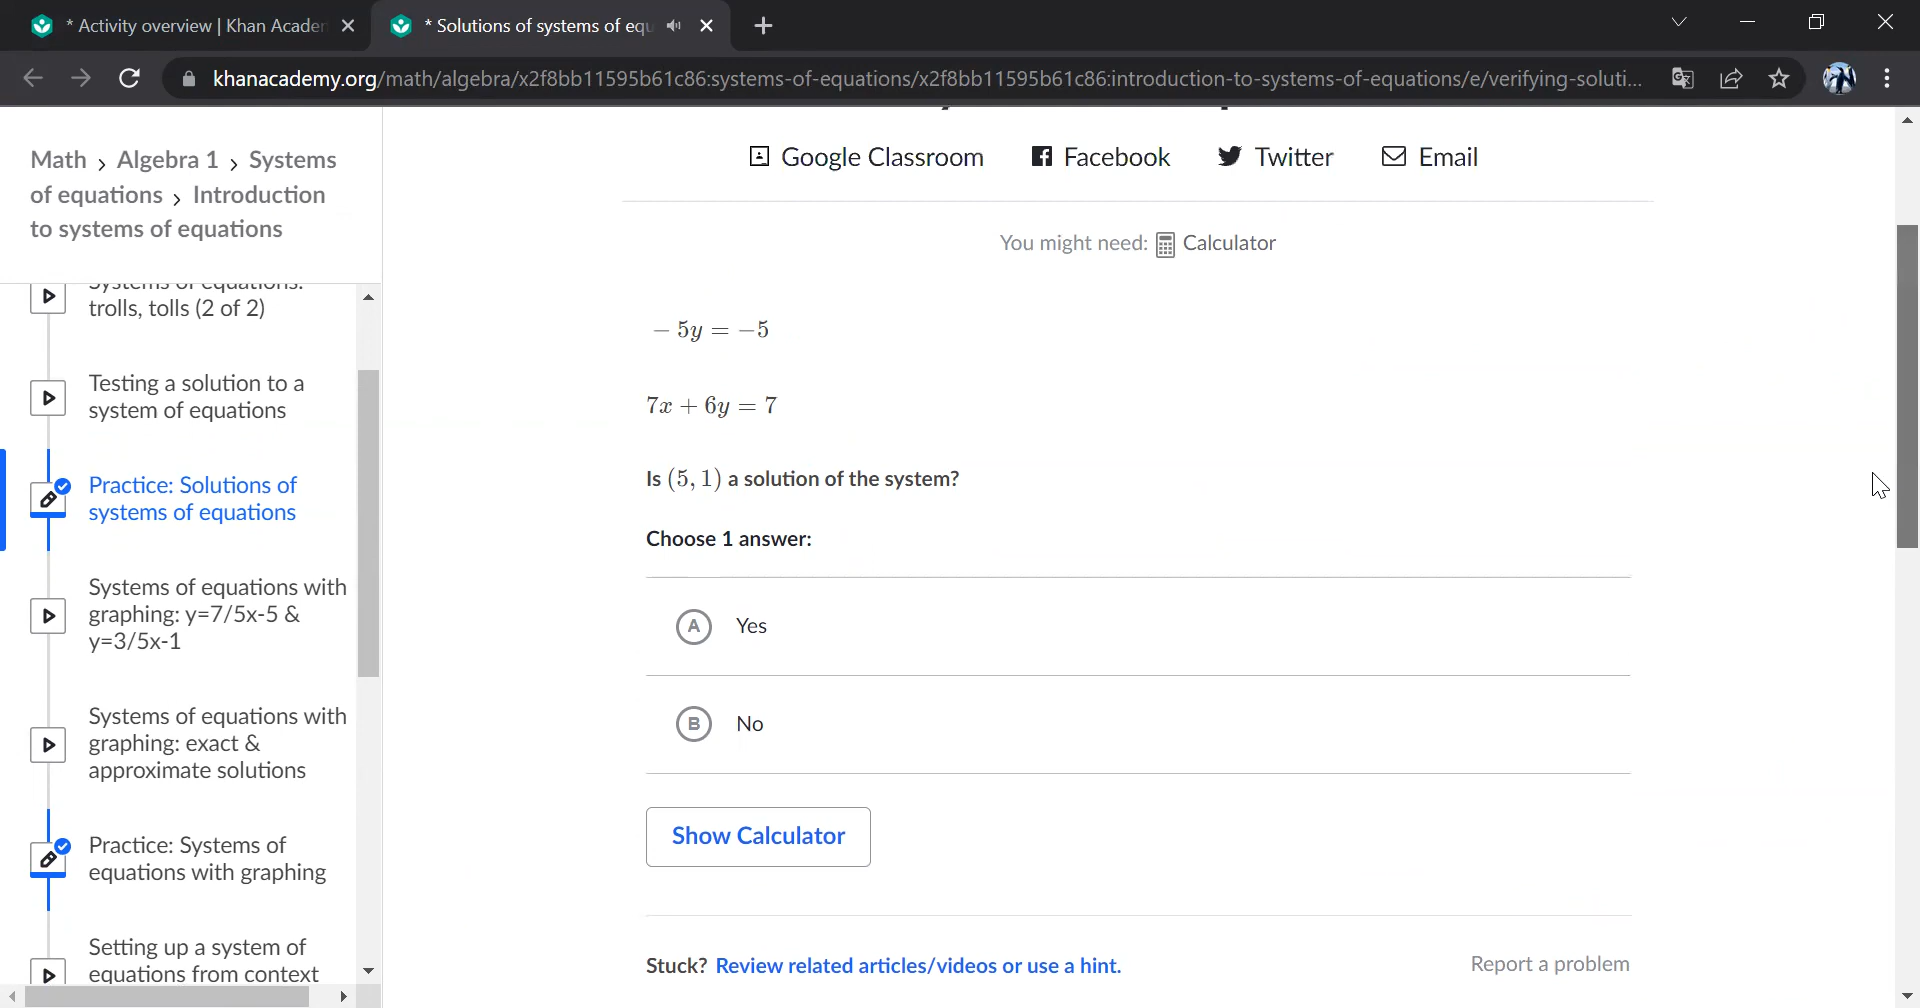 * Activity overview | Khan Acader
* Solutions of systems of equ
khanacademy.org/math/algebra/x2f8bb11595b61c86:systems-of-equations/x2f8bb11595b61c86:introduction-to-systems-of-equations/e/verifying-soluti...
Math > Algebra 1 > Systems
of equations > Introduction
to systems of equations
Systems of equations:
trolls, tolls (2 of 2)
Testing a solution to a
system of equations
Practice: Solutions of
systems of equations
Systems of equations with
graphing: y=7/5x-5 &
y=3/5x-1
Systems of equations with
graphing: exact &
approximate solutions
Practice: Systems of
equations with graphing
Setting up a system of
equations from context
Google Classroom
Facebook
Twitter
Email
You might need: Calculator
− 5y = −5
7x + 6y = 7
Is (5, 1) a solution of the system?
Choose 1 answer:
A Yes
B No
Show Calculator
Stuck? Review related articles/videos or use a hint.
Report a problem